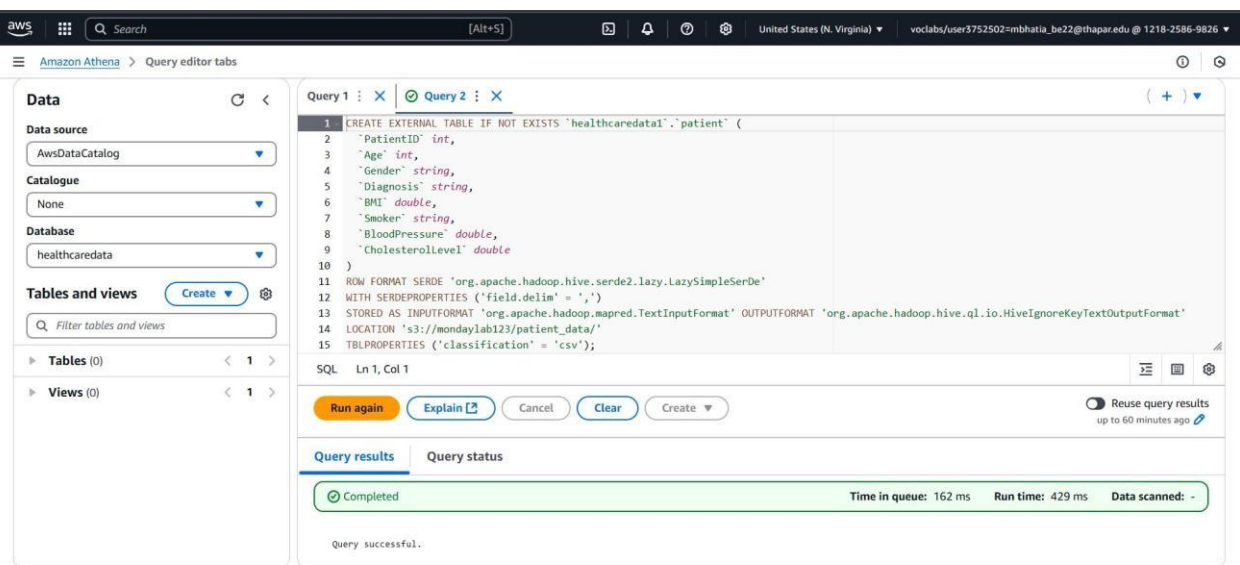 aws
Search [Alt+S]
United States (N. Virginia) ▼ voclabs/user3752502=mbhatia_be22@thapar.edu @ 1218-2586-9826 ▼
Amazon Athena > Query editor tabs
Data
Data source
AwsDataCatalog
Catalogue
None
Database
healthcaredata
Tables and views
Create ▼
Filter tables and views
Tables (0) < 1 >
Views (0) < 1 >
Query 1 Query 2
1 CREATE EXTERNAL TABLE IF NOT EXISTS `healthcaredata1`.`patient` (
2 `PatientID` int,
3 `Age` int,
4 `Gender` string,
5 `Diagnosis` string,
6 `BMI` double,
7 `Smoker` string,
8 `BloodPressure` double,
9 `CholesterolLevel` double
10 )
11 ROW FORMAT SERDE 'org.apache.hadoop.hive.serde2.lazy.LazySimpleSerDe'
12 WITH SERDEPROPERTIES ('field.delim' = ',')
13 STORED AS INPUTFORMAT 'org.apache.hadoop.mapred.TextInputFormat' OUTPUTFORMAT 'org.apache.hadoop.hive.ql.io.HiveIgnoreKeyTextOutputFormat'
14 LOCATION 's3://mondaylab123/patient_data/'
15 TBLPROPERTIES ('classification' = 'csv');
SQL Ln 1, Col 1
Run again Explain Cancel Clear Create ▼
Reuse query results
up to 60 minutes ago
Query results Query status
Completed Time in queue: 162 ms Run time: 429 ms Data scanned: -
Query successful.